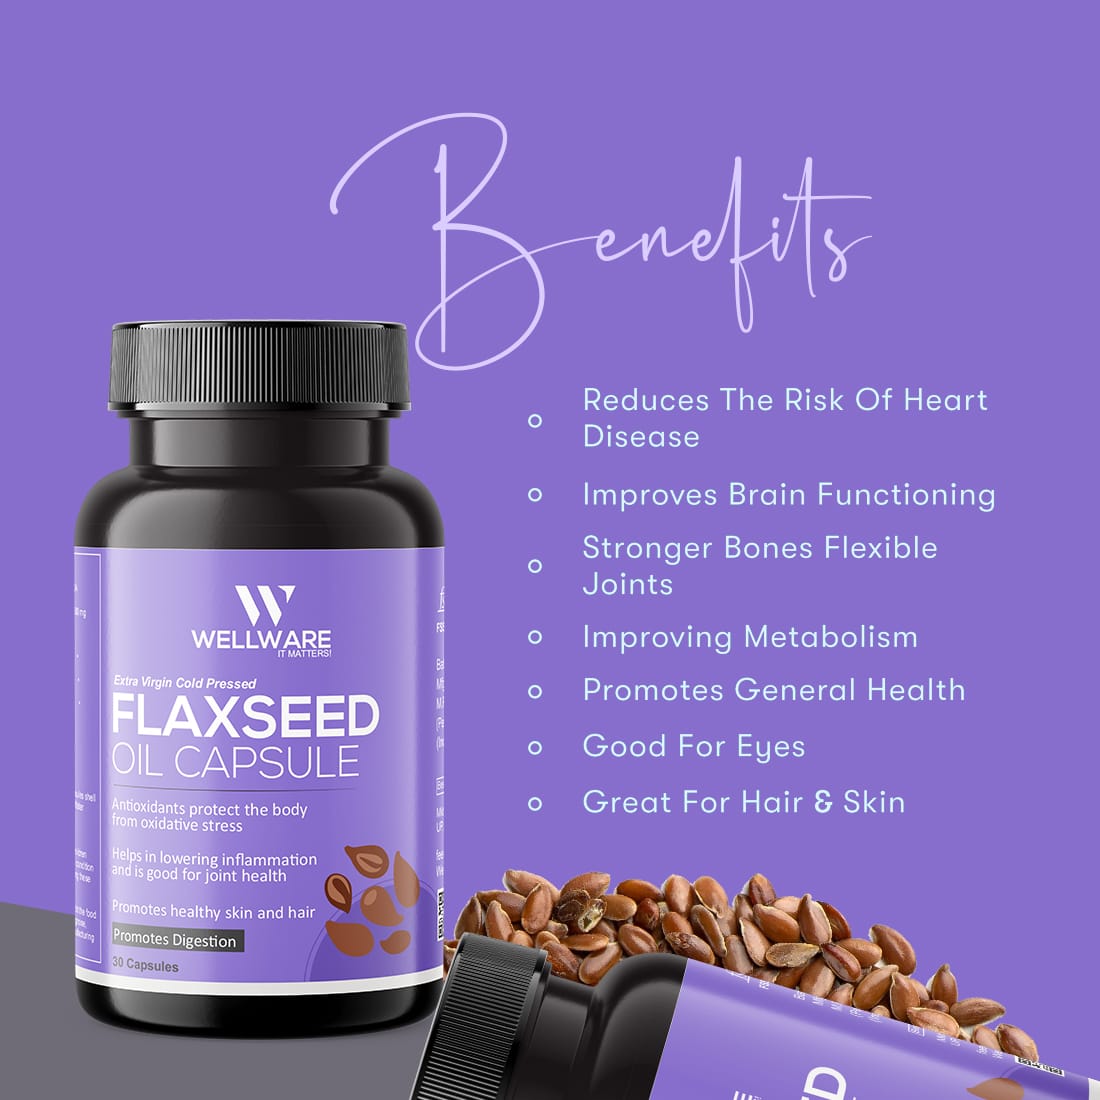 Benefits
Reduces The Risk Of Heart
Disease
Improves Brain Functioning
Stronger Bones Flexible
Joints
Improving Metabolism
Promotes General Health
Good For Eyes
Great For Hair & Skin
WELLWARE
IT MATTERS!
Extra Virgin Cold Pressed
FLAXSEED
OIL CAPSULE
Antioxidants protect the body
from oxidative stress
Helps in lowering inflammation
and is good for joint health
Promotes healthy skin and hair
Promotes Digestion
30 Capsules